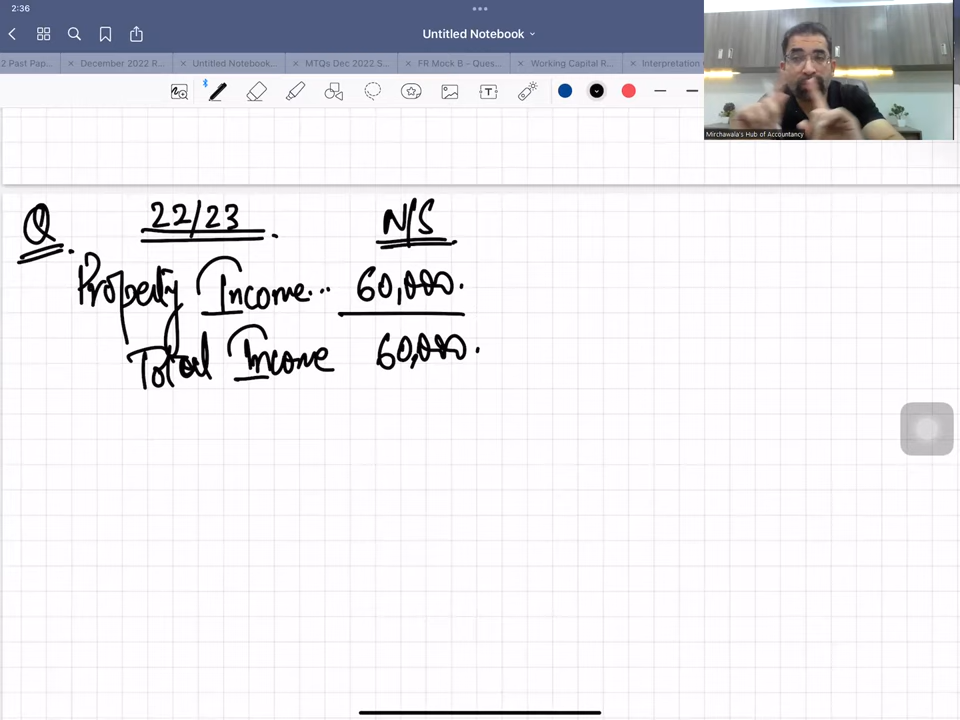 2:36
Untitled Notebook
2 Past Pap...
December 2022 R...
Untitled Notebook...
MTQs Dec 2022 S...
FR Mock B - Ques...
Working Capital R...
Interpretation
T
Mirchawala's Hub of Accountancy
Q. 22/23. N/S
Property Income... 60,000.
Total Income 60,000.